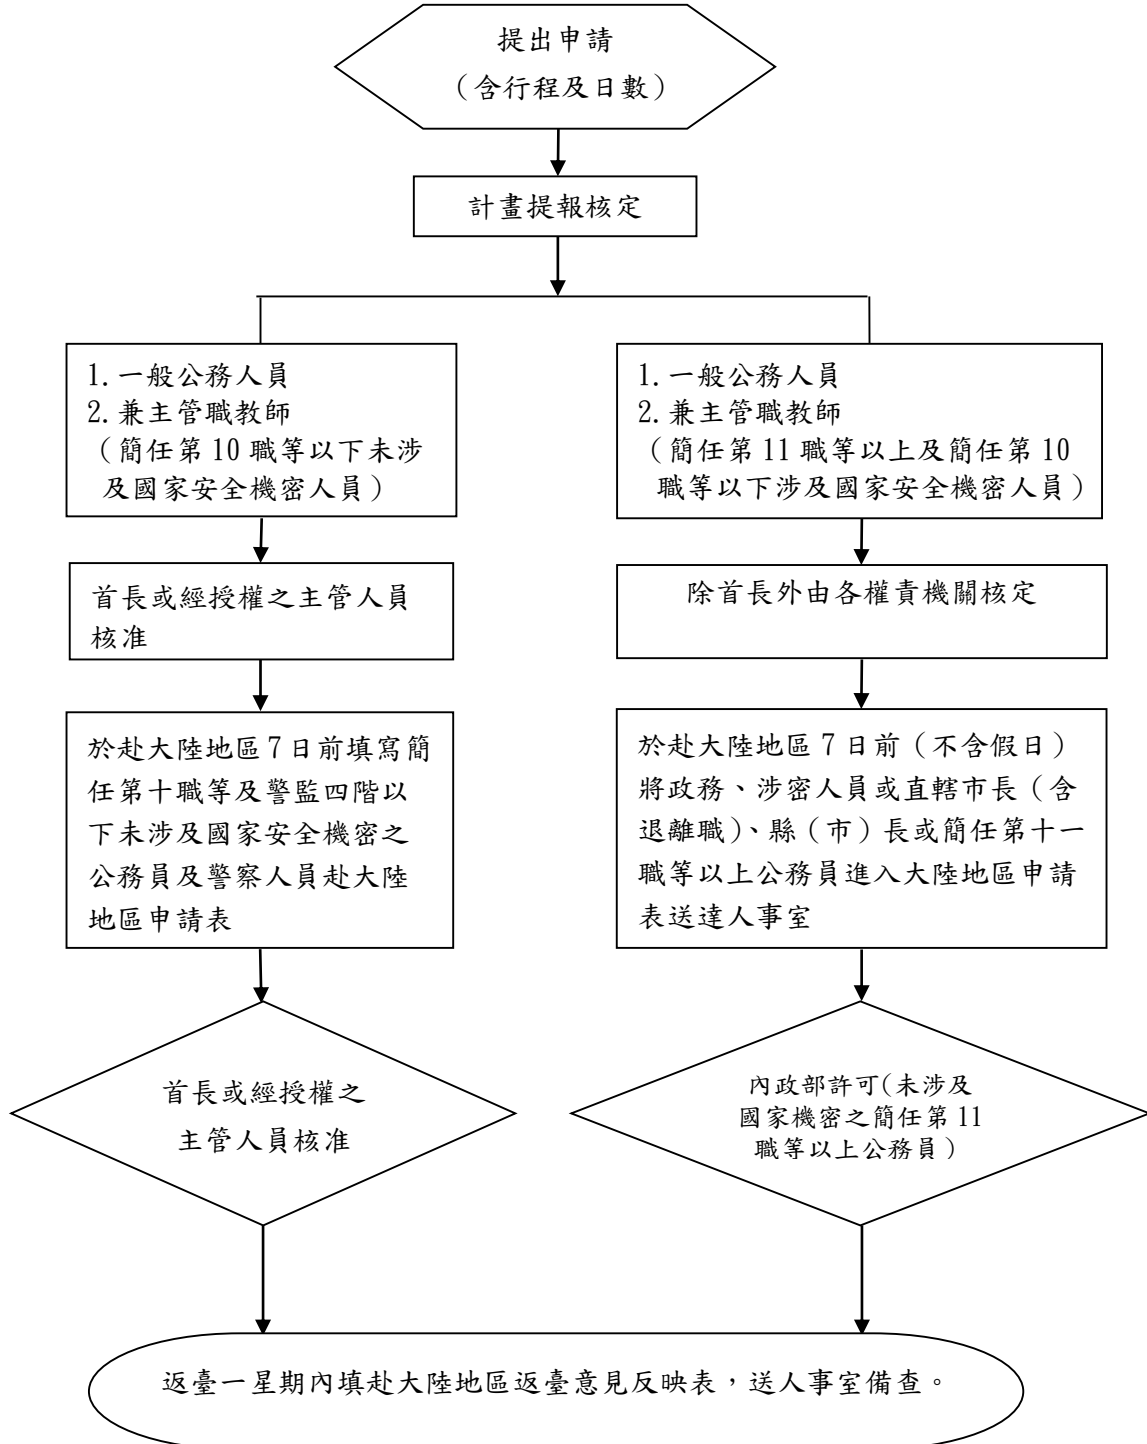 提出申請
（含行程及日數）
計畫提報核定
1.一般公務人員
2.兼主管職教師
（簡任第10職等以下未涉
及國家安全機密人員）
首長或經授權之主管人員
核准
於赴大陸地區7日前填寫簡
任第十職等及警監四階以
下未涉及國家安全機密之
公務員及警察人員赴大陸
地區申請表
首長或經授權之
主管人員核准
1.一般公務人員
2.兼主管職教師
(簡任第11職等以上及簡任第10
職等以下涉及國家安全機密人員)
除首長外由各權責機關核定
於赴大陸地區7日前（不含假日）
將政務、涉密人員或直轄市長（含
退離職)、縣（市）長或簡任第十一
職等以上公務員進入大陸地區申請
表送達人事室
內政部許可(未涉及
國家機密之簡任第11
職等以上公務員)
返臺一星期內填赴大陸地區返臺意見反映表，送人事室備查。